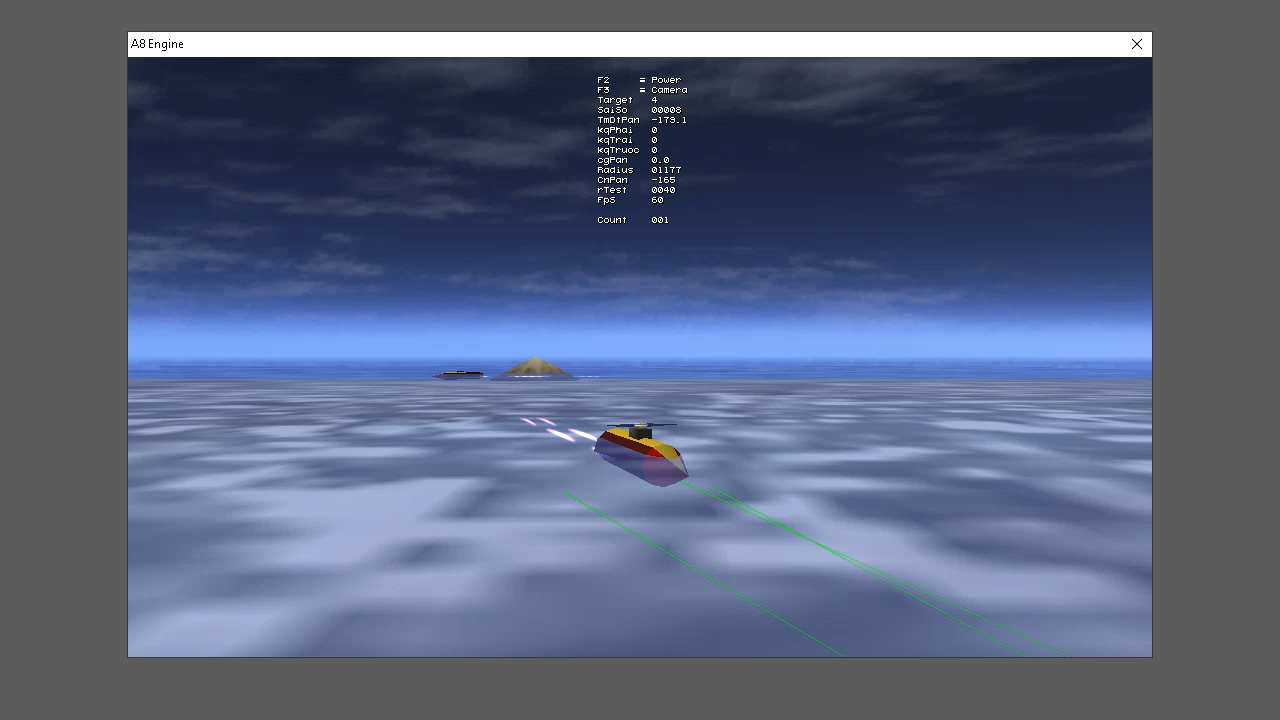 A8 Engine
F2 = Power
F3 = Camera
Target 4
SaiSo 00008
TmDtPan -179.1
kqPhai 0
kqTrai 0
kqTruoc 0
cgPan 0.0
Radius 01177
CnPan -165
rTest 0040
FpS 60
Count 001